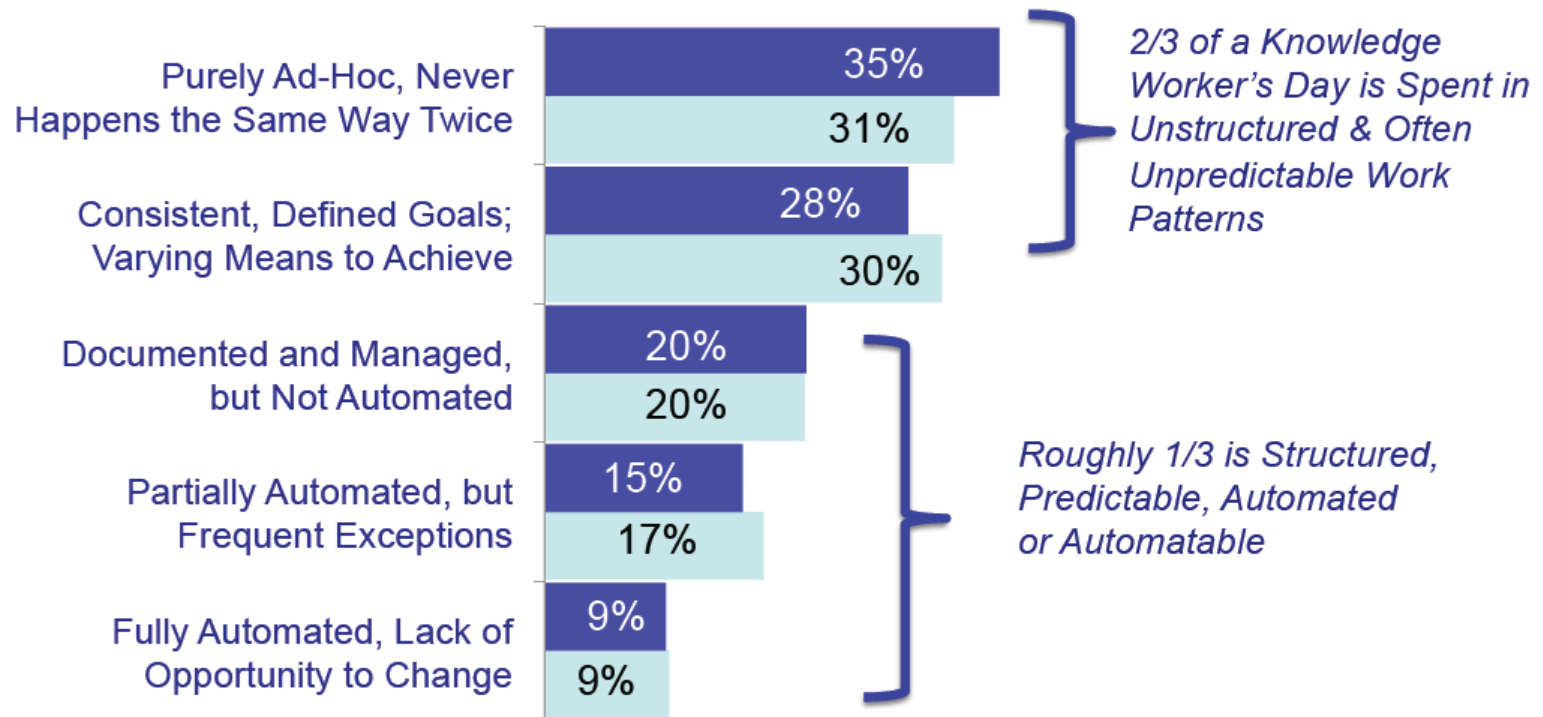 Purely Ad-Hoc, Never
Happens the Same Way Twice
35%
31%
2/3 of a Knowledge
Worker's Day is Spent in
Unstructured & Often
Unpredictable Work
Patterns
Consistent, Defined Goals;
Varying Means to Achieve
28%
30%
Documented and Managed,
but Not Automated
20%
20%
Partially Automated, but
Frequent Exceptions
15%
17%
Roughly 1/3 is Structured,
Predictable, Automated
or Automatable
Fully Automated, Lack of
Opportunity to Change
9%
9%